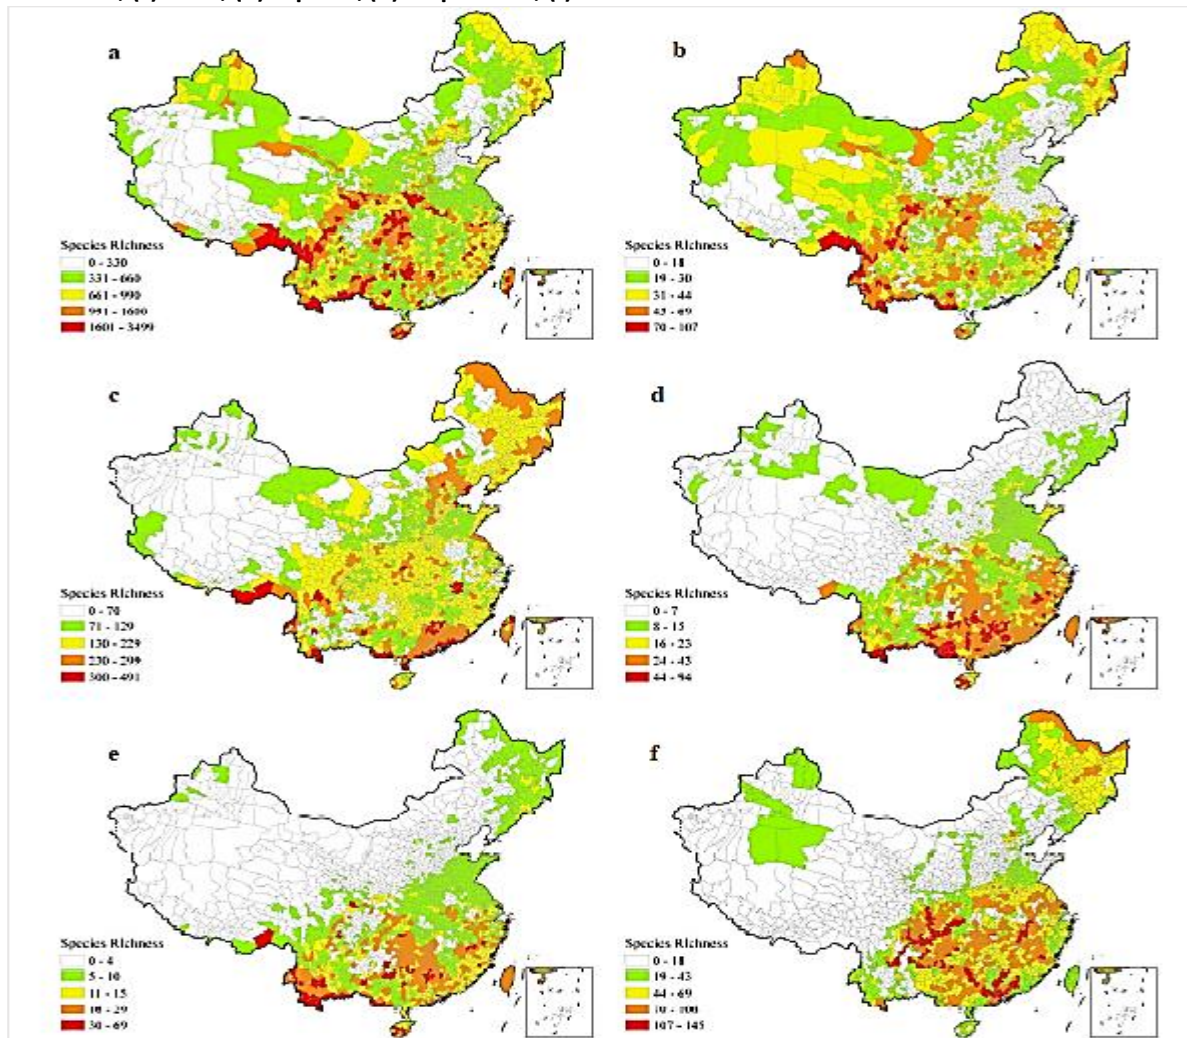 a
b
Species Richness
0 - 330
331 - 660
661 - 990
991 - 1600
1601 - 3499
Species Richness
0 - 18
19 - 30
31 - 44
45 - 69
70 - 107
c
d
Species Richness
0 - 70
71 - 129
130 - 229
230 - 299
300 - 491
Species Richness
0 - 7
8 - 15
16 - 23
24 - 43
44 - 94
e
f
Species Richness
0 - 4
5 - 10
11 - 15
16 - 29
30 - 69
Species Richness
0 - 18
19 - 43
44 - 69
107 - 145